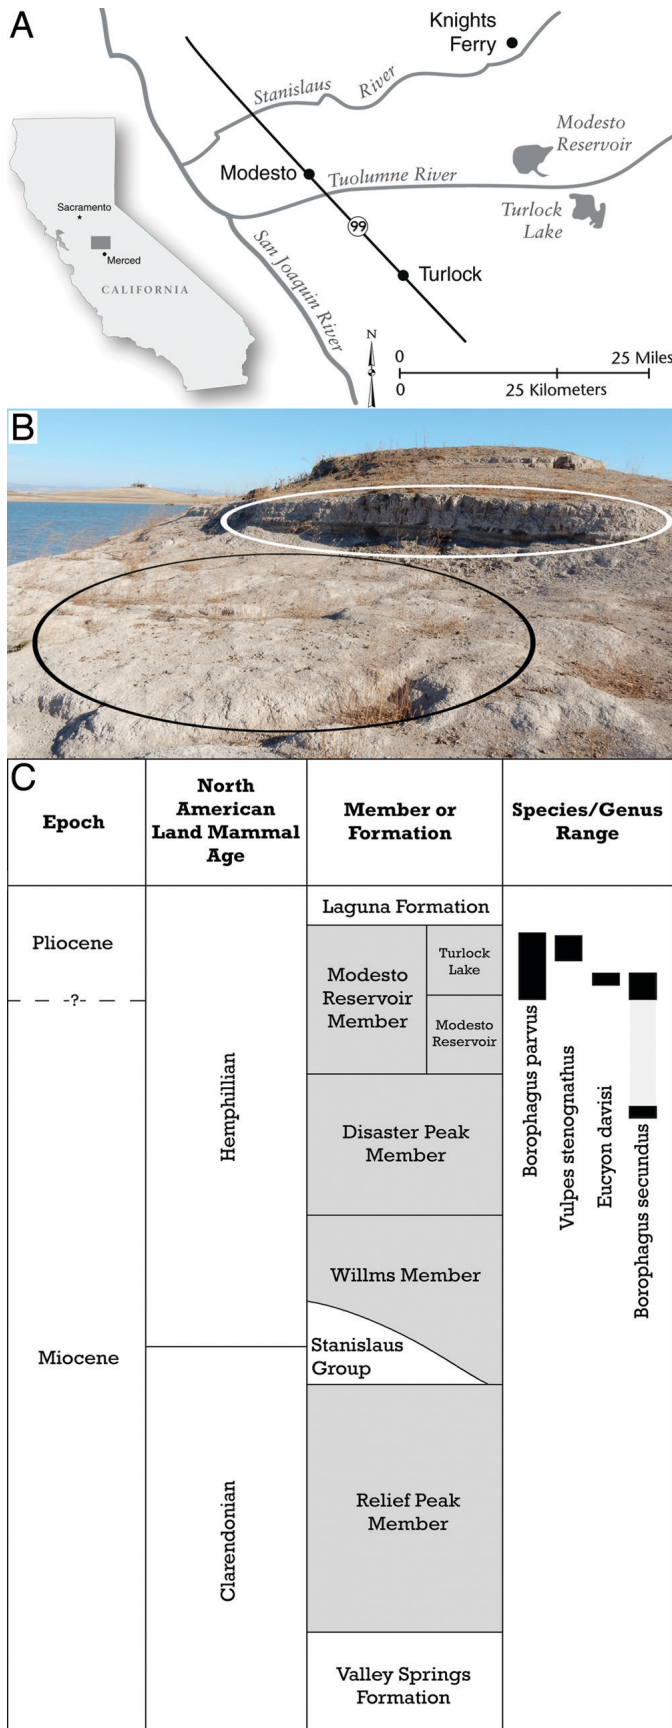 A
Knights
Ferry
Stanislaus River
Modesto
Reservoir
Modesto
Tuolumne River
Turlock
Lake
Sacramento
99
Merced
San Joaquin River
Turlock
CALIFORNIA
N
0 25 Miles
0 25 Kilometers
B
C
Epoch
North
American
Land Mammal
Age
Member or
Formation
Species/Genus
Range
Laguna Formation
Pliocene
Turlock
Lake
Modesto
Reservoir
Member
-?-
Modesto
Reservoir
Borophagus parvus
Vulpes stenognathus
Eucyon davisi
Borophagus secundus
Hemphillian
Disaster Peak
Member
Willms Member
Miocene
Stanislaus
Group
Clarendonian
Relief Peak
Member
Valley Springs
Formation